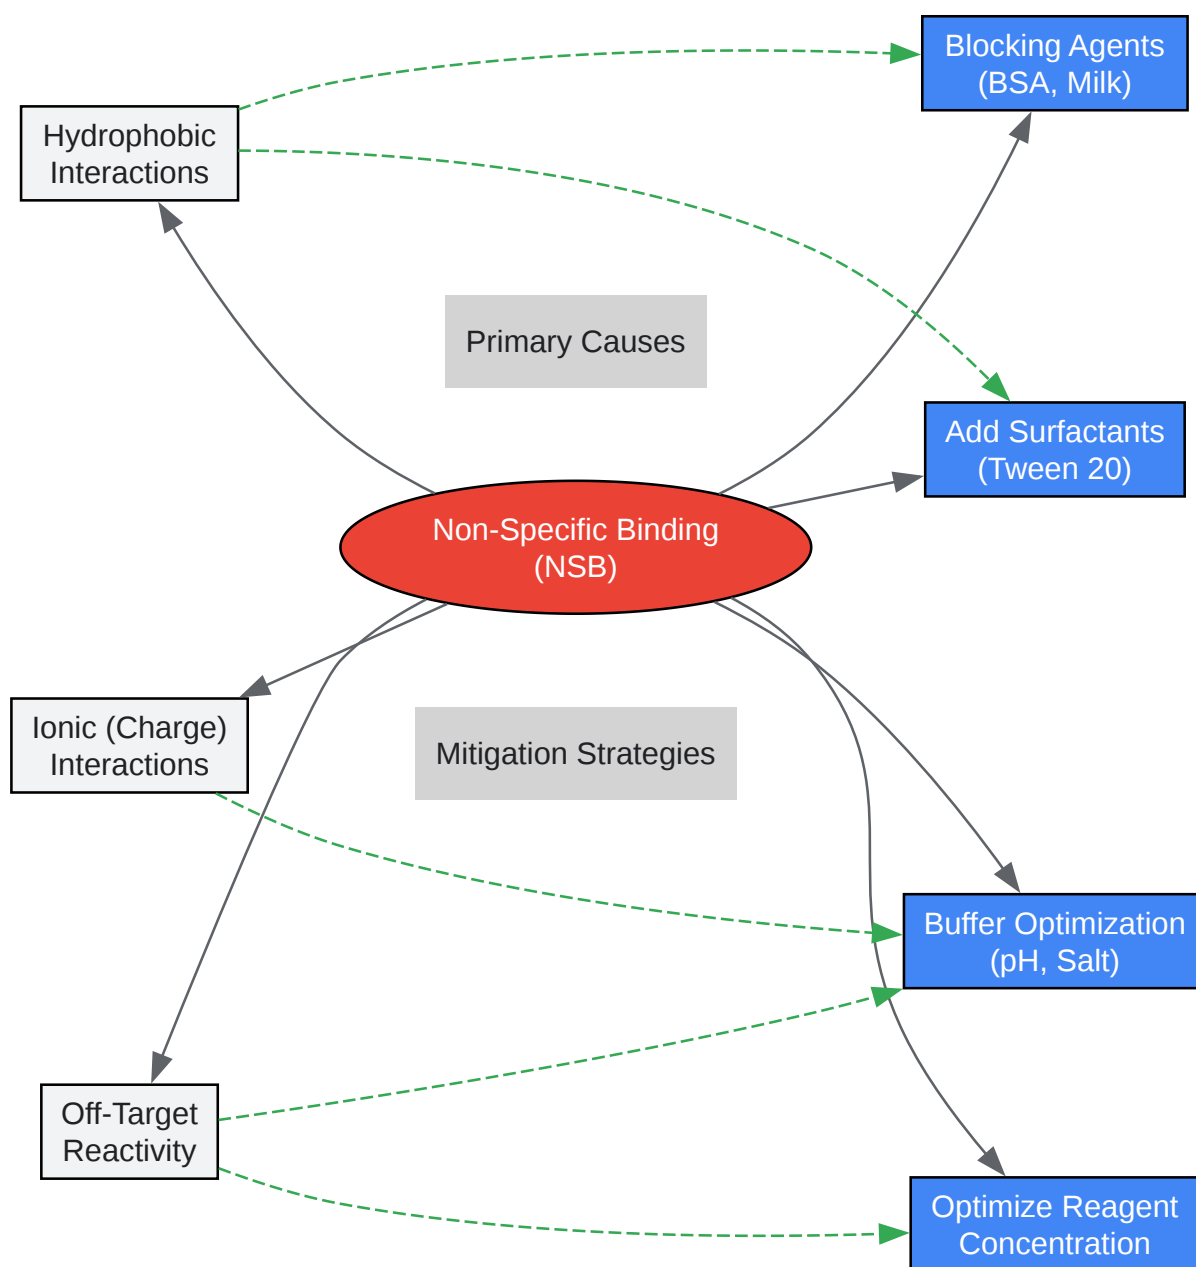 Blocking Agents
(BSA, Milk)
Hydrophobic
Interactions
Primary Causes
Add Surfactants
(Tween 20)
Non-Specific Binding
(NSB)
Ionic (Charge)
Interactions
Mitigation Strategies
Buffer Optimization
(pH, Salt)
Off-Target
Reactivity
Optimize Reagent
Concentration